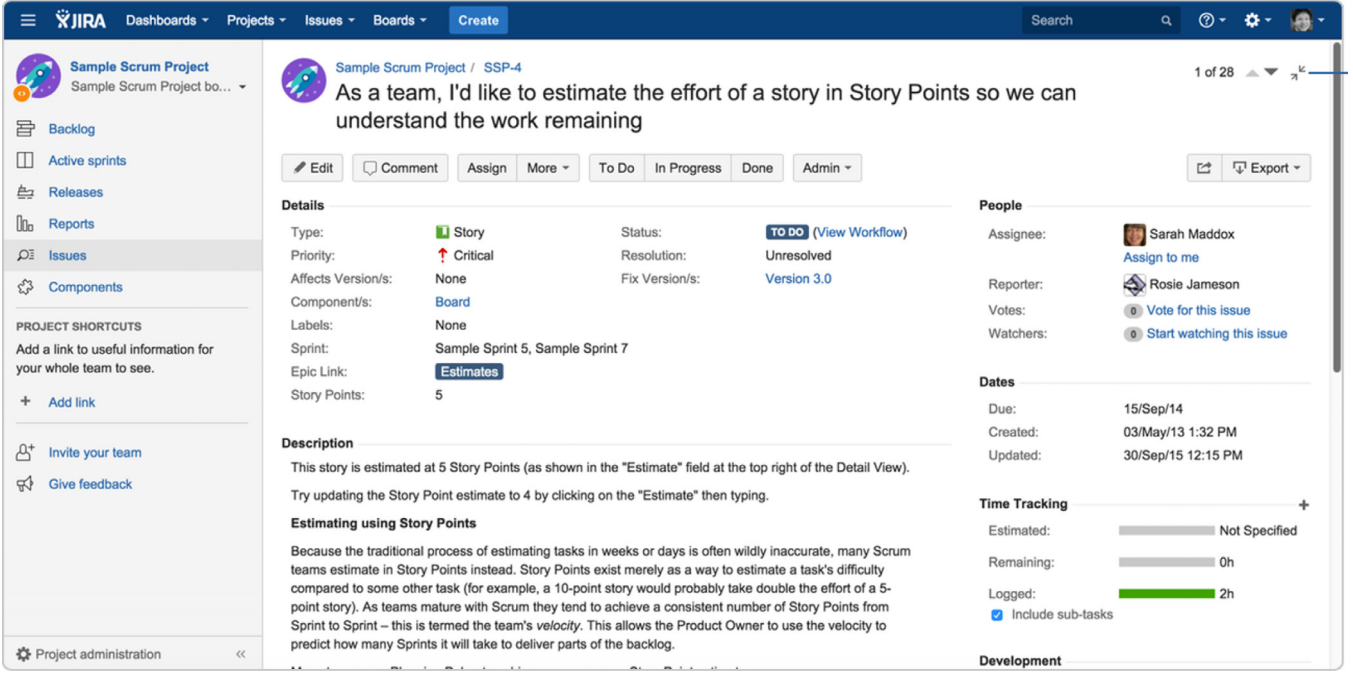 JIRA Dashboards Projects Issues Boards Create Search
Sample Scrum Project
Sample Scrum Project bo...
Backlog
Active sprints
Releases
Reports
Issues
Components
PROJECT SHORTCUTS
Add a link to useful information for
your whole team to see.
+ Add link
Invite your team
Give feedback
Project administration
Sample Scrum Project / SSP-4
1 of 28
As a team, I'd like to estimate the effort of a story in Story Points so we can
understand the work remaining
Edit Comment Assign More To Do In Progress Done Admin Export
Details
Type: Story Status: TO DO (View Workflow)
Priority: Critical Resolution: Unresolved
Affects Version/s: None Fix Version/s: Version 3.0
Component/s: Board
Labels: None
Sprint: Sample Sprint 5, Sample Sprint 7
Epic Link: Estimates
Story Points: 5
Description
This story is estimated at 5 Story Points (as shown in the "Estimate" field at the top right of the Detail View).
Try updating the Story Point estimate to 4 by clicking on the "Estimate" then typing.
Estimating using Story Points
Because the traditional process of estimating tasks in weeks or days is often wildly inaccurate, many Scrum
teams estimate in Story Points instead. Story Points exist merely as a way to estimate a task's difficulty
compared to some other task (for example, a 10-point story would probably take double the effort of a 5-
point story). As teams mature with Scrum they tend to achieve a consistent number of Story Points from
Sprint to Sprint – this is termed the team's velocity. This allows the Product Owner to use the velocity to
predict how many Sprints it will take to deliver parts of the backlog.
People
Assignee: Sarah Maddox
Assign to me
Reporter: Rosie Jameson
Votes: 0 Vote for this issue
Watchers: 0 Start watching this issue
Dates
Due: 15/Sep/14
Created: 03/May/13 1:32 PM
Updated: 30/Sep/15 12:15 PM
Time Tracking +
Estimated: Not Specified
Remaining: 0h
Logged: 2h
Include sub-tasks
Development